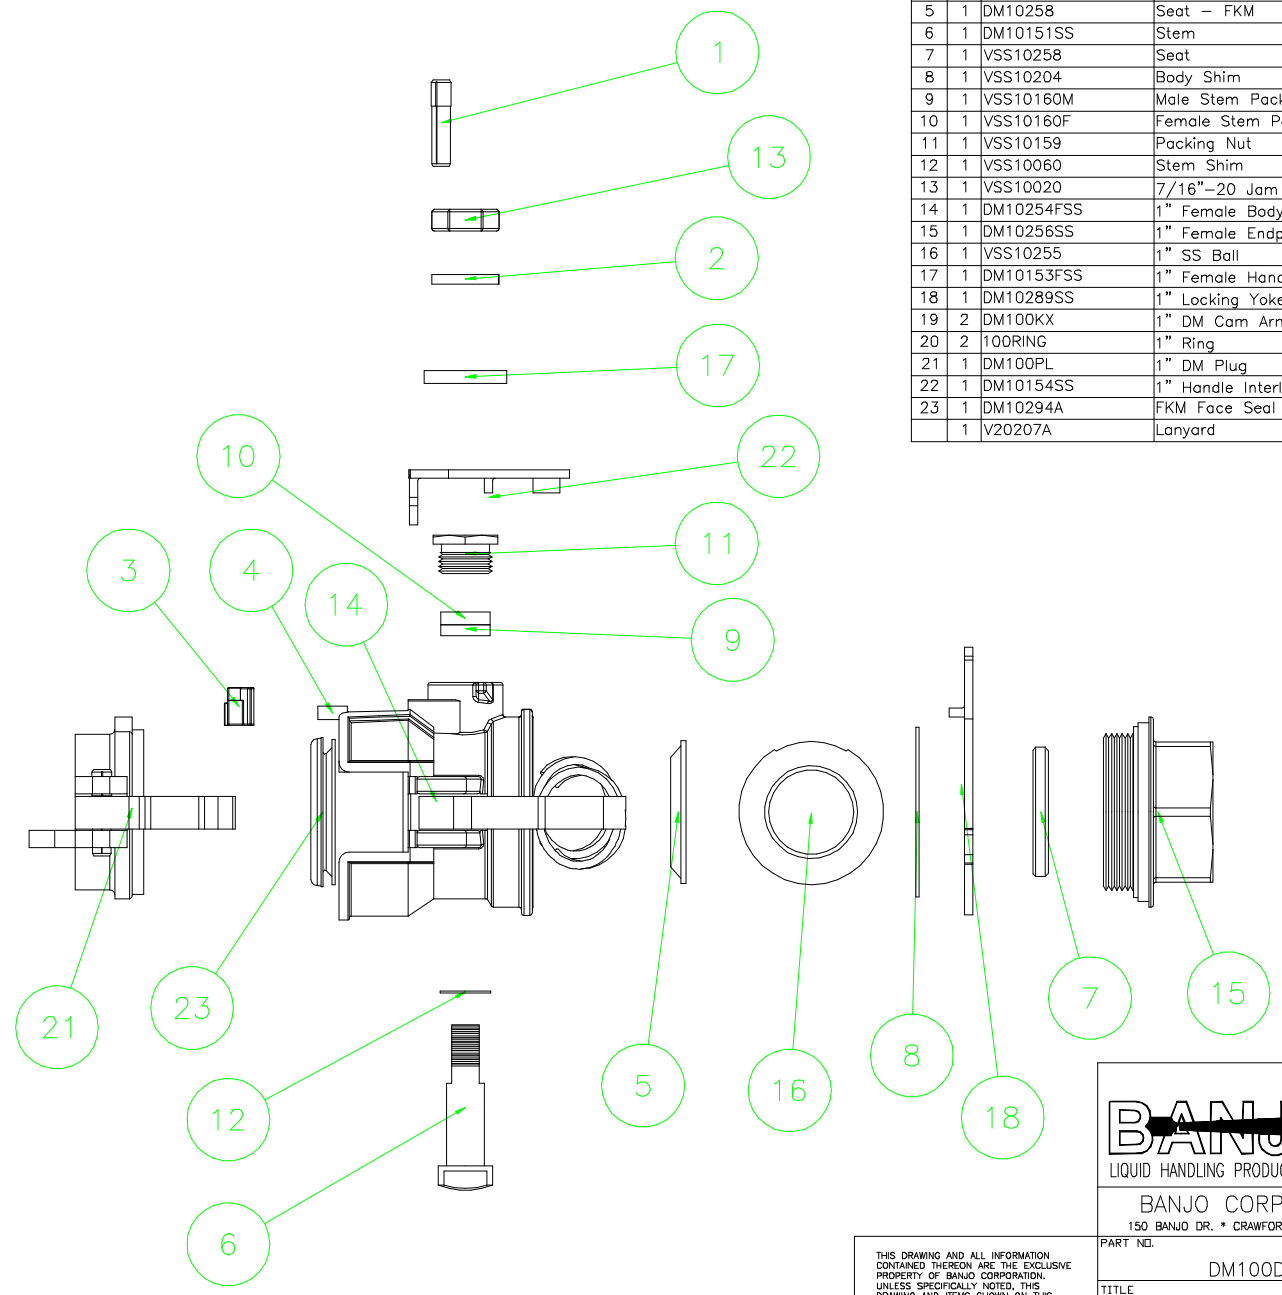 5 1 DM10258 Seat – FKM
6 1 DM10151SS Stem
7 1 VSS10258 Seat
8 1 VSS10204 Body Shim
9 1 VSS10160M Male Stem
10 1 VSS10160F Female Stem
11 1 VSS10159 Packing Nut
12 1 VSS10060 Stem Shim
13 1 VSS10020 7/16"–20 Jam
14 1 DM10254FSS 1" Female Body
15 1 DM10256SS 1" Female
16 1 VSS10255 1" SS Ball
17 1 DM10153FSS 1" Female
18 1 DM10289SS 1" Locking Yoke
19 2 DM100KX 1" DM Cam
20 2 100RING 1" Ring
21 1 DM100PL 1" DM Plug
22 1 DM10154SS 1" Handle
23 1 DM10294A FKM Face Seal
1 V20207A Lanyard
1
13
2
17
10
22
11
3
4
14
9
21
23
12
6
5
16
8
18
7
15
BANJ
LIQUID HANDLING
BANJO CORP
150 BANJO DR. *
PART NO.
DM100
TITLE
THIS DRAWING AND ALL INFORMATION
CONTAINED THEREON ARE THE EXCLUSIVE
PROPERTY OF BANJO CORPORATION.
UNLESS SPECIFICALLY NOTED, THIS
DRAWING AND ITEMS SHOWN ON THIS